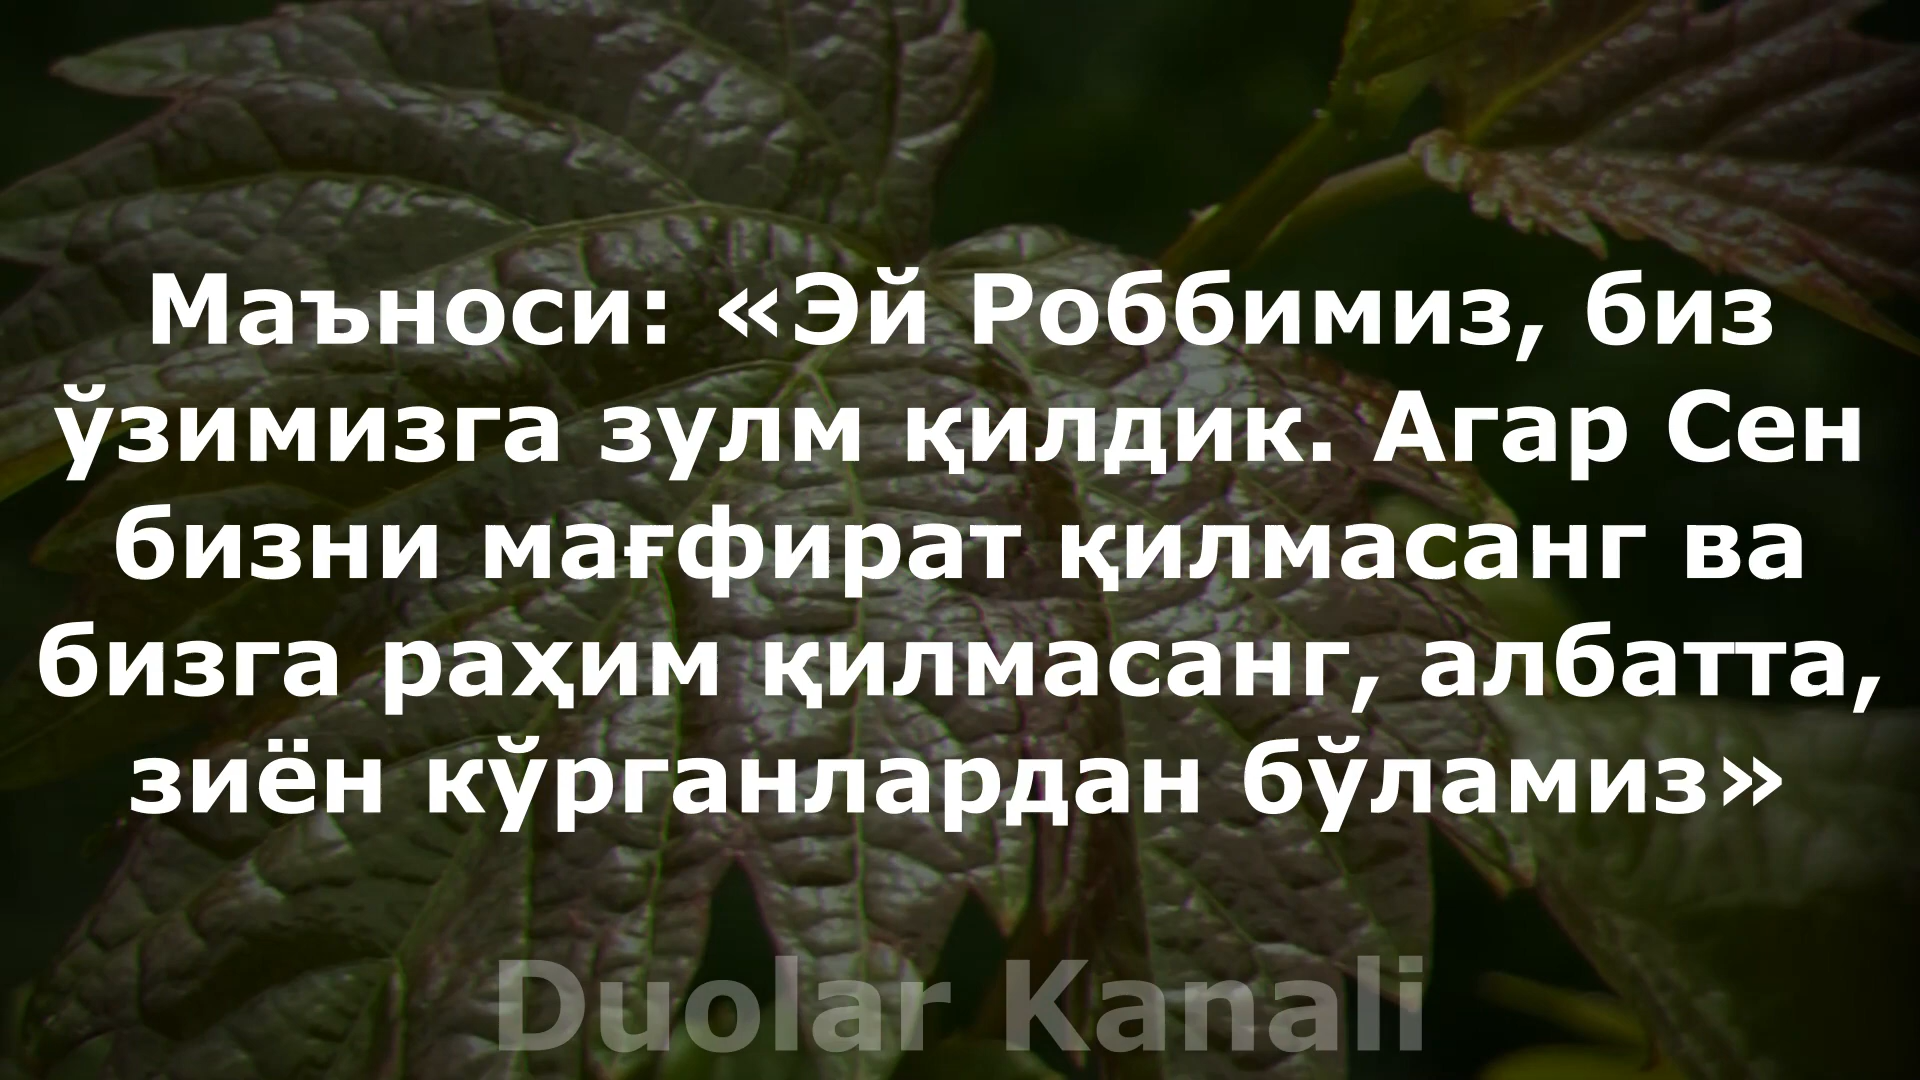 Маъноси: «Эй Роббимиз, биз
ўзимизга зулм қилдик. Агар Сен
бизни мағфират қилмасанг ва
бизга раҳим қилмасанг, албатта,
зиён кўрганлардан бўламиз»
Duolar Kanali